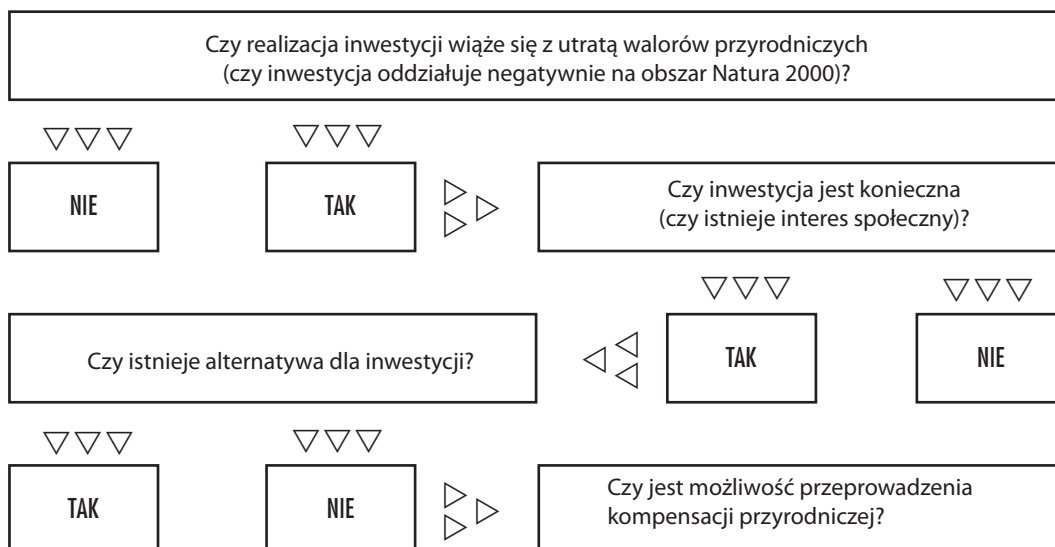 Czy realizacja inwestycji wiąże się z utratą walorów przyrodniczych
(czy inwestycja oddziałuje negatywnie na obszar Natura 2000)?
NIE
TAK
Czy inwestycja jest konieczna
(czy istnieje interes społeczny)?
Czy istnieje alternatywa dla inwestycji?
TAK
NIE
TAK
NIE
Czy jest możliwość przeprowadzenia
kompensacji przyrodniczej?